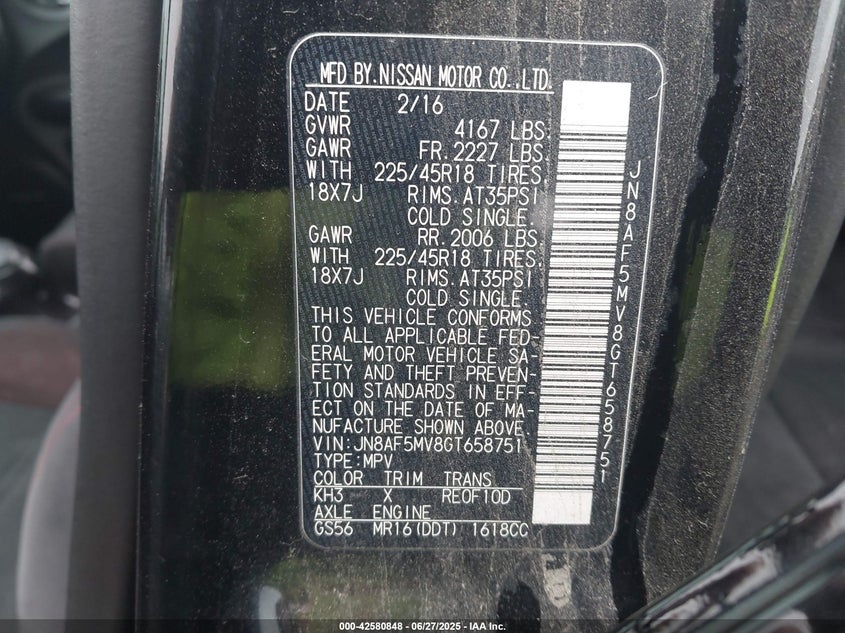 MFD BY.NISSAN MOTOR CO.,LTD.
DATE 2/16
GVWR 4167 LBS.
GAWR FR.2227 LBS.
WITH 225/45R18 TIRES.
18X7J RIMS.AT35PSI
COLD SINGLE.
GAWR RR.2006 LBS
WITH 225/45R18 TIRES.
18X7J RIMS.AT35PSI
COLD SINGLE.
THIS VEHICLE CONFORMS
TO ALL APPLICABLE FED-
ERAL MOTOR VEHICLE SA-
FETY AND THEFT PREVEN-
TION STANDARDS IN EFF-
ECT ON THE DATE OF MA-
NUFACTURE SHOWN ABOVE.
VIN:JN8AF5MV8GT658751
TYPE:MPV
COLOR TRIM TRANS
KH3 X RE0F10D
AXLE ENGINE
GS56 MR16(DDT) 1618CC
JN8AF5MV8GT658751
000-42580848 - 06/27/2025 - IAA Inc.